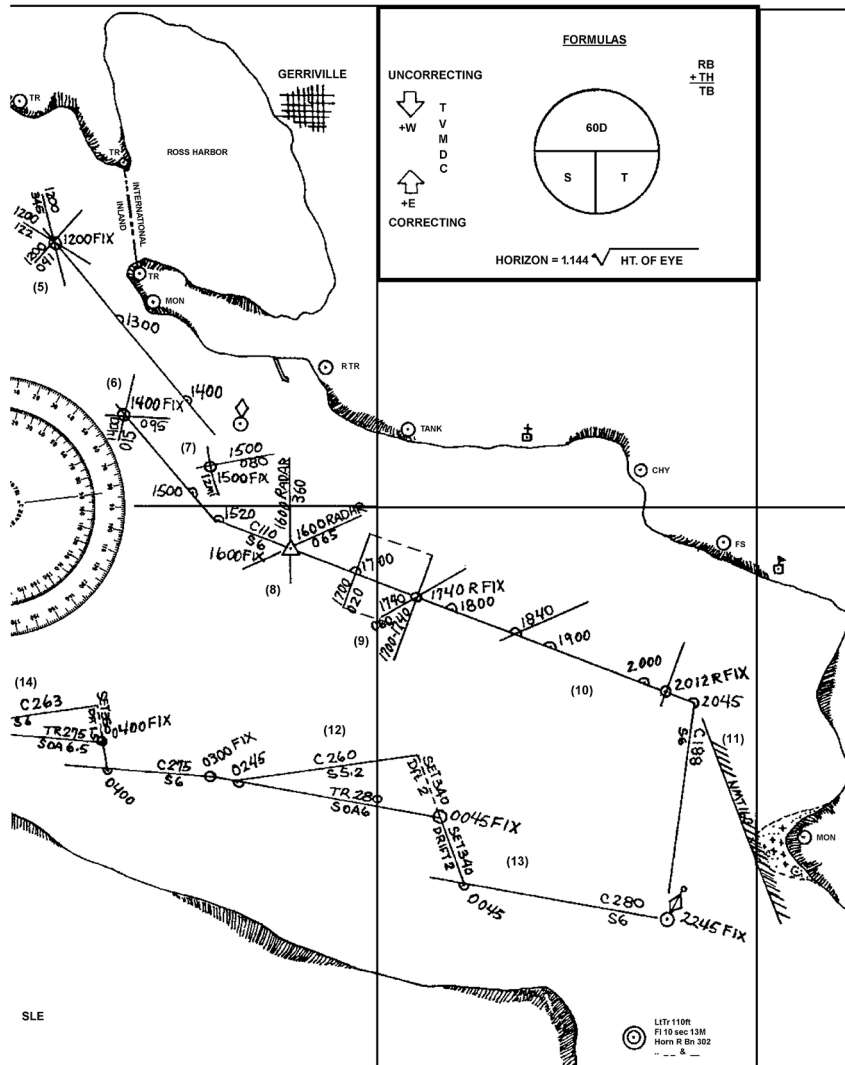 FORMULAS
UNCORRECTING
+W
T
V
M
D
C
+E
CORRECTING
60D
S
T
RB
+ TH
TB
HORIZON = 1.144 √ HT. OF EYE
TR
GERRIVILLE
ROSS HARBOR
TR
INTERNATIONAL
INLAND
TR
MON
1200
346
1200
122
1200
091
1200 FIX
(5)
1300
1400
RTR
TANK
CHY
FS
(6)
1400 FIX
1400
015
095
(7)
1500
080
1500 FIX
12MI
1500
1520
C110
S6
1600 RADAR
360
1600 RADAR
065
1600 FIX
(8)
1700
1700
020
1740
080
1740 R FIX
1700-1740
(9)
1800
1840
1900
2000
2012 R FIX
2045
(10)
C188
S6
(11)
NMT 160
MON
G
(14)
C263
S6
TR 275
SOA 6.5
0400 FIX
0400
C275
S6
0300 FIX
0245
(12)
C260
S5.2
TR 280
SOA6
SET 340
DR. 2
0045 FIX
SET 340
DRIFT 2
0045
(13)
C280
S6
2245 FIX
SLE
LtTr 110ft
Fl 10 sec 13M
Horn R Bn 302
.. _ _ & _